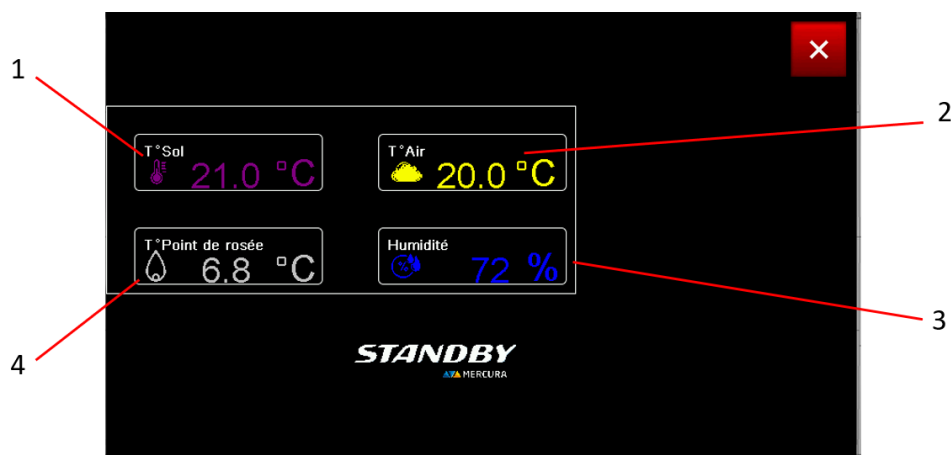 1
2
T°Sol
21.0 °C
T°Air
20.0 °C
T°Point de rosée
6.8 °C
Humidité
72 %
3
4
STANDBY
MERCURA